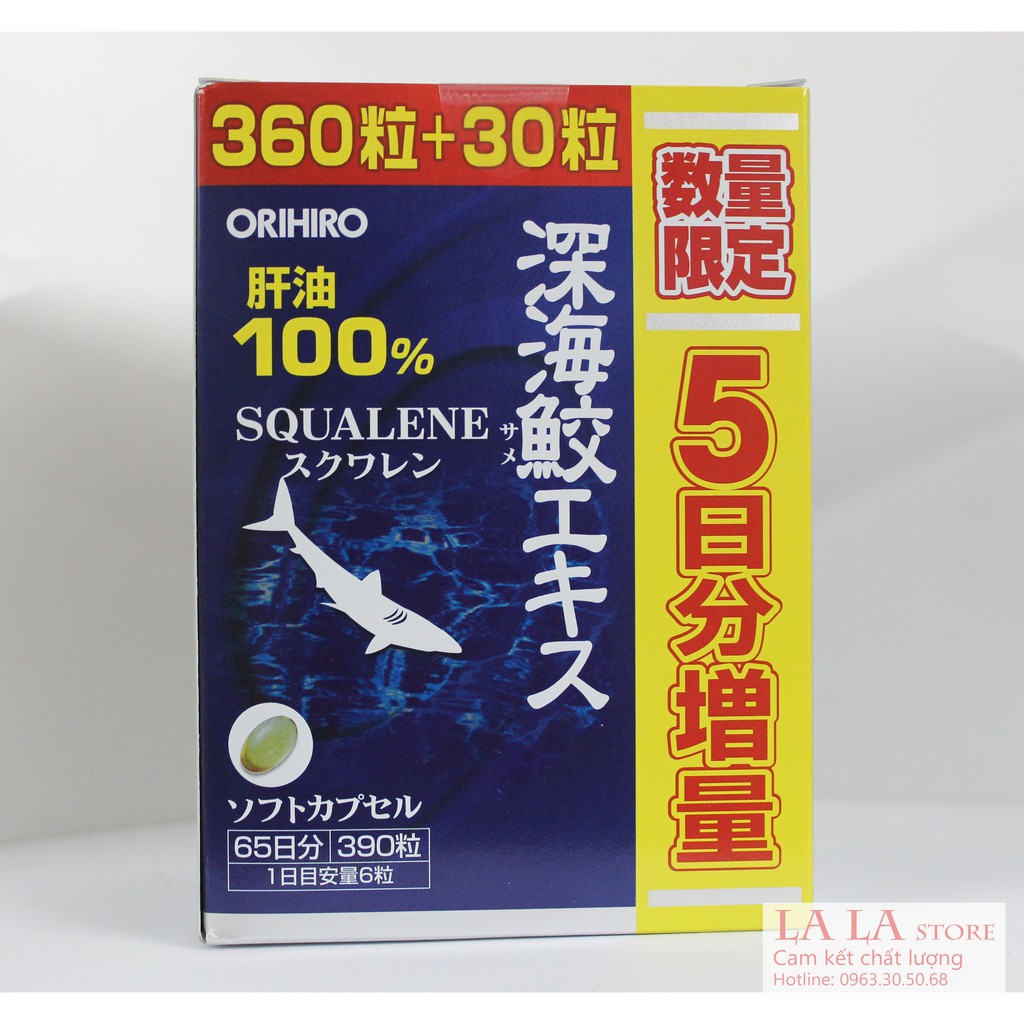 360粒+30粒
ORIHIRO
肝油
100%
SQUALENE
スクワレン
深海鮫エキス
サメ
ソフトカプセル
65日分 390粒
1日目安量6粒
数量
限定
5日分増量
LA LA STORE
Cam kết chất lượng
Hotline: 0963.30.50.68